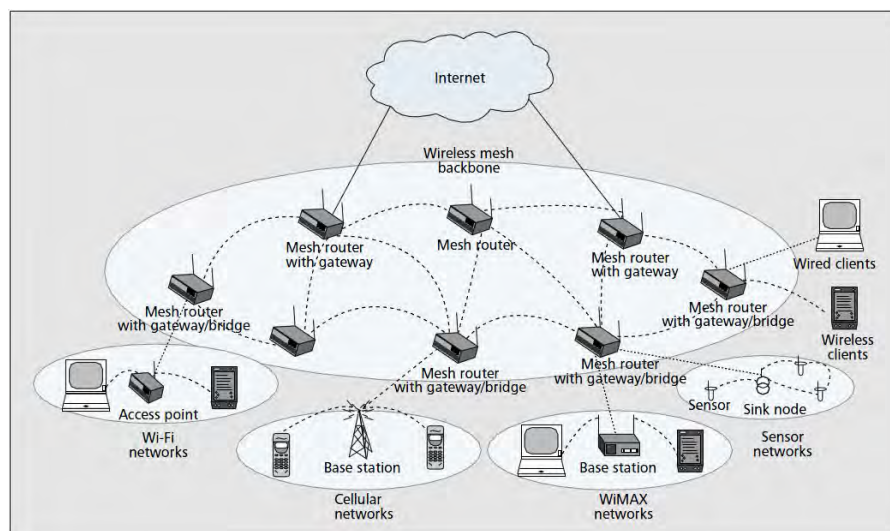 Internet
Wireless mesh
backbone
Mesh router
with gateway
Mesh router
Mesh router
with gateway
Wired clients
Mesh router
with gateway/bridge
Mesh router
with gateway/bridge
Wireless clients
Mesh router
with gateway/bridge
Mesh router
with gateway/bridge
Access point
Wi-Fi
networks
Base station
Cellular
networks
Base station
WiMAX
networks
Sensor
Sink node
Sensor
networks